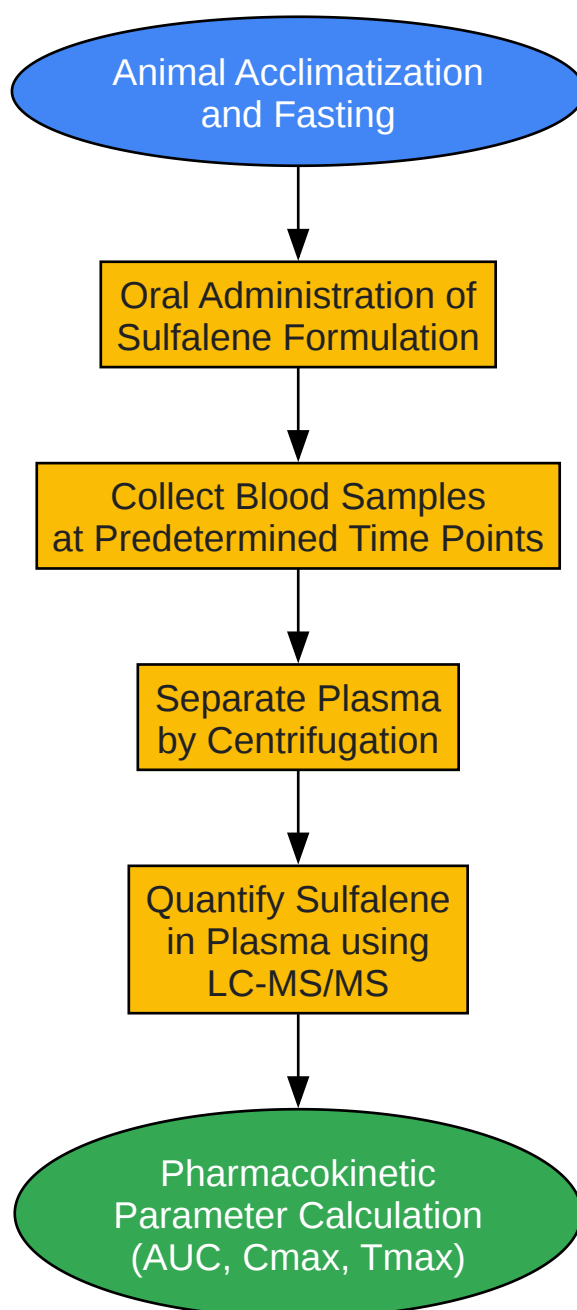 Animal Acclimatization
and Fasting
Oral Administration of
Sulfalene Formulation
Collect Blood Samples
at Predetermined Time Points
Separate Plasma
by Centrifugation
Quantify Sulfalene
in Plasma using
LC-MS/MS
Pharmacokinetic
Parameter Calculation
(AUC, Cmax, Tmax)